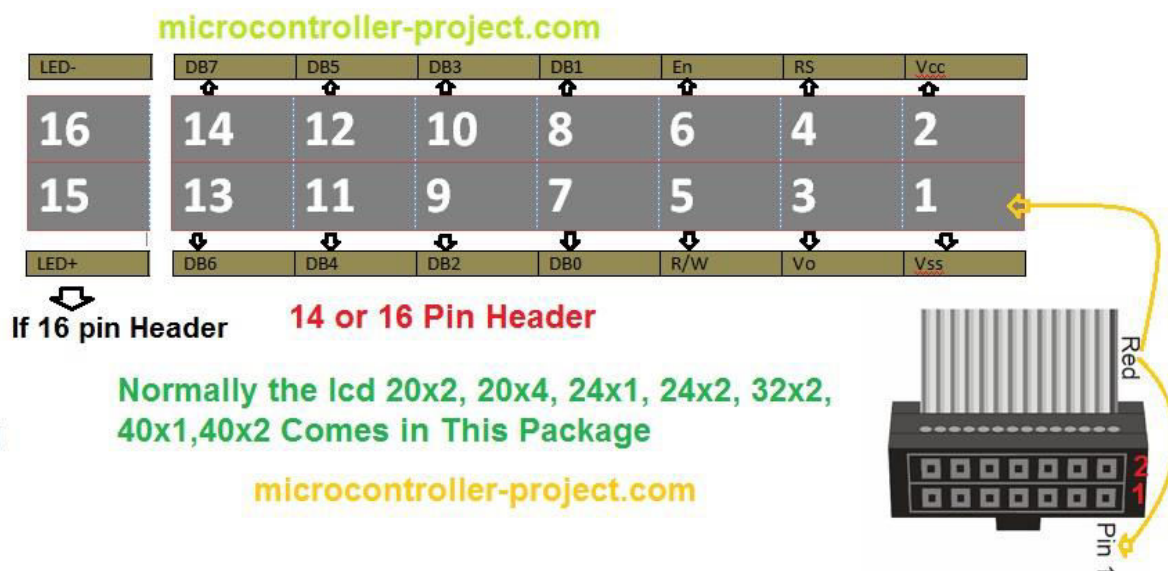 microcontroller-project.com
LED- DB7 DB5 DB3 DB1 En RS Vcc
16 14 12 10 8 6 4 2
15 13 11 9 7 5 3 1
LED+ DB6 DB4 DB2 DB0 R/W Vo Vss
If 16 pin Header
14 or 16 Pin Header
Red
Normally the lcd 20x2, 20x4, 24x1, 24x2, 32x2,
40x1,40x2 Comes in This Package
2
1
microcontroller-project.com
Pin 1